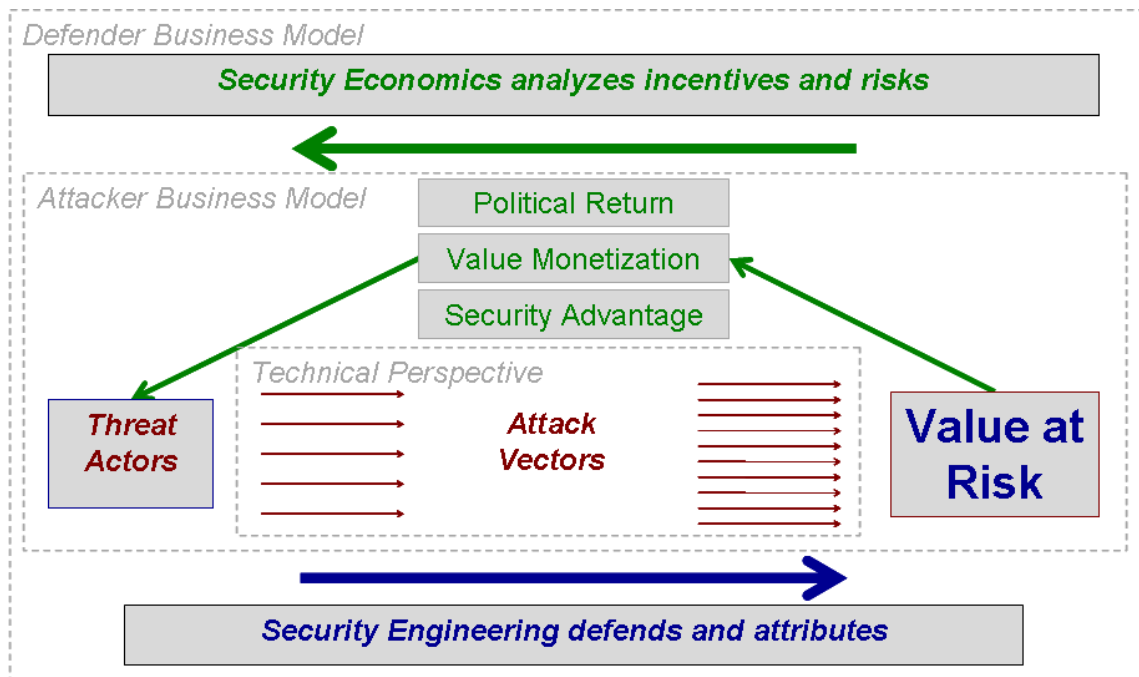 Defender Business Model
Security Economics analyzes incentives and risks
Attacker Business Model
Political Return
Value Monetization
Security Advantage
Technical Perspective
Threat
Actors
Attack
Vectors
Value at
Risk
Security Engineering defends and attributes